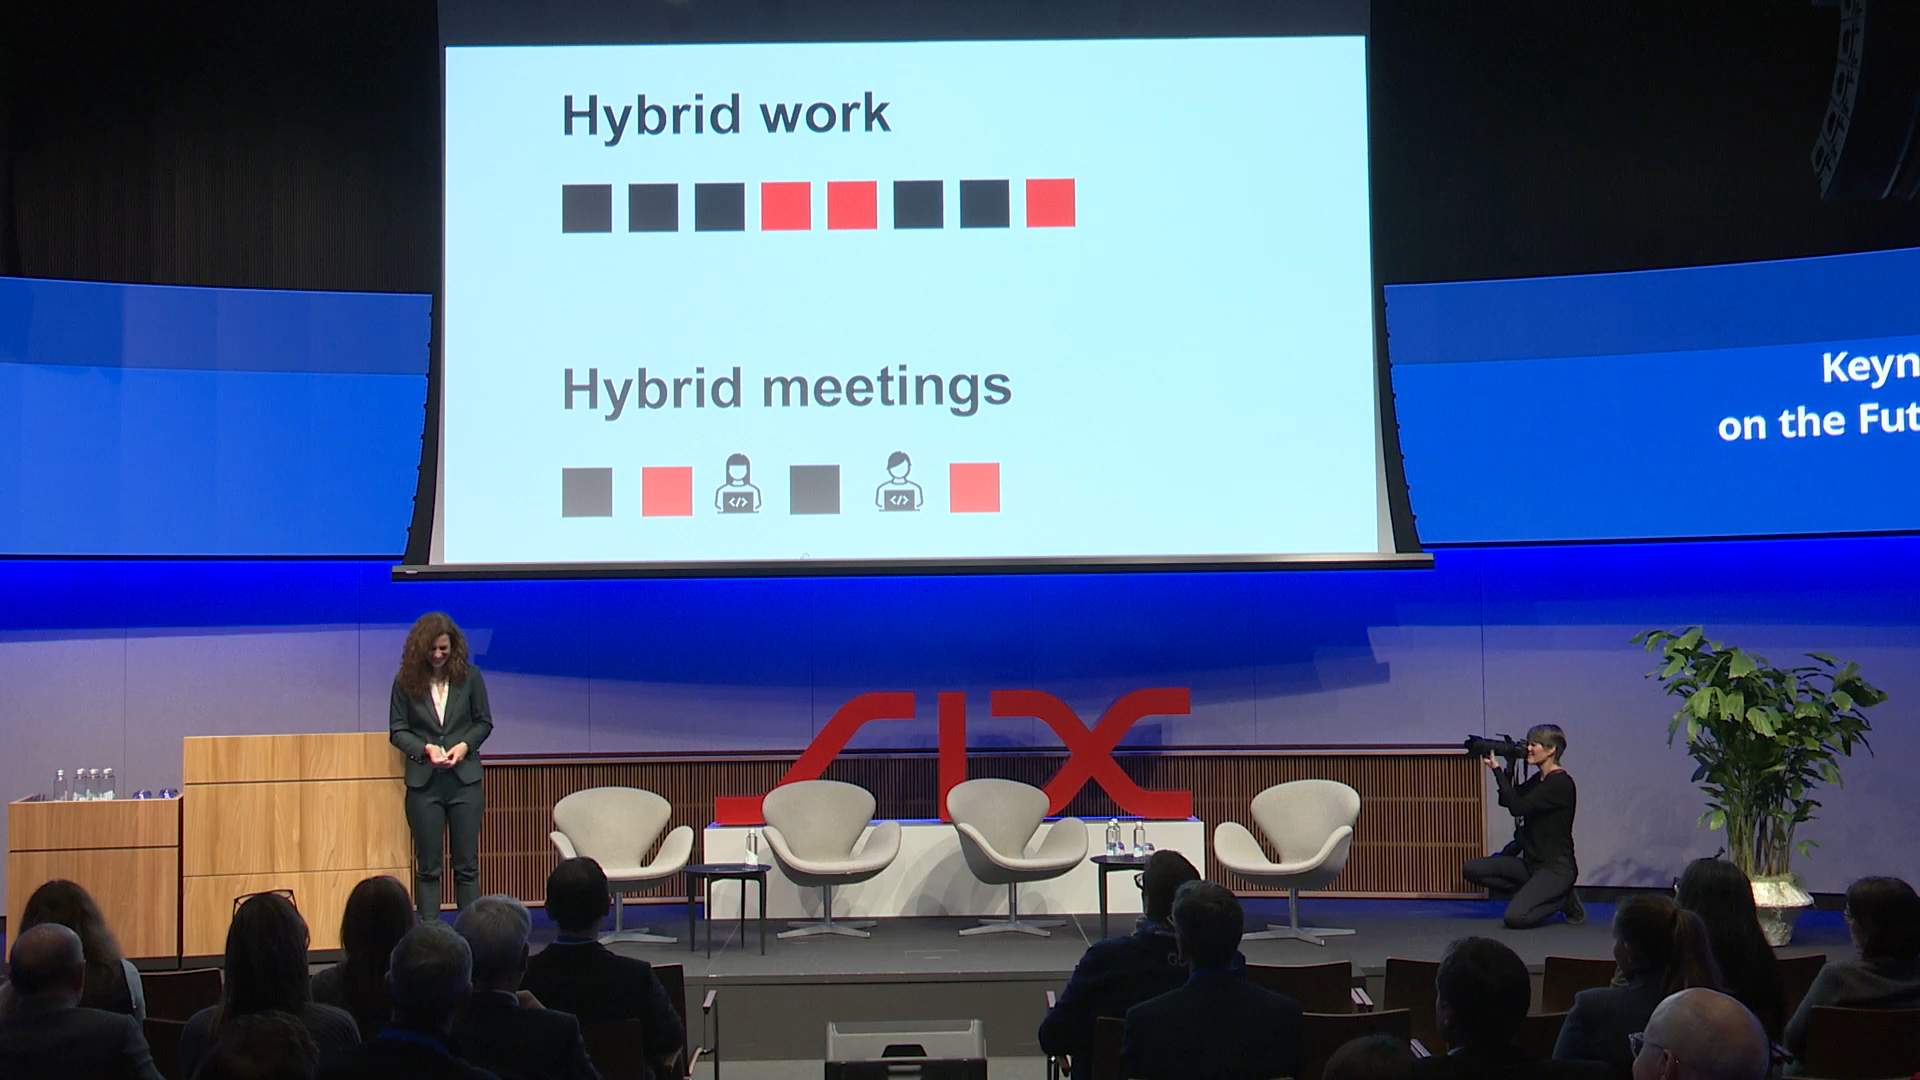 Hybrid work
Hybrid meetings
</>
</>
Keyn
on the Fut
SIX